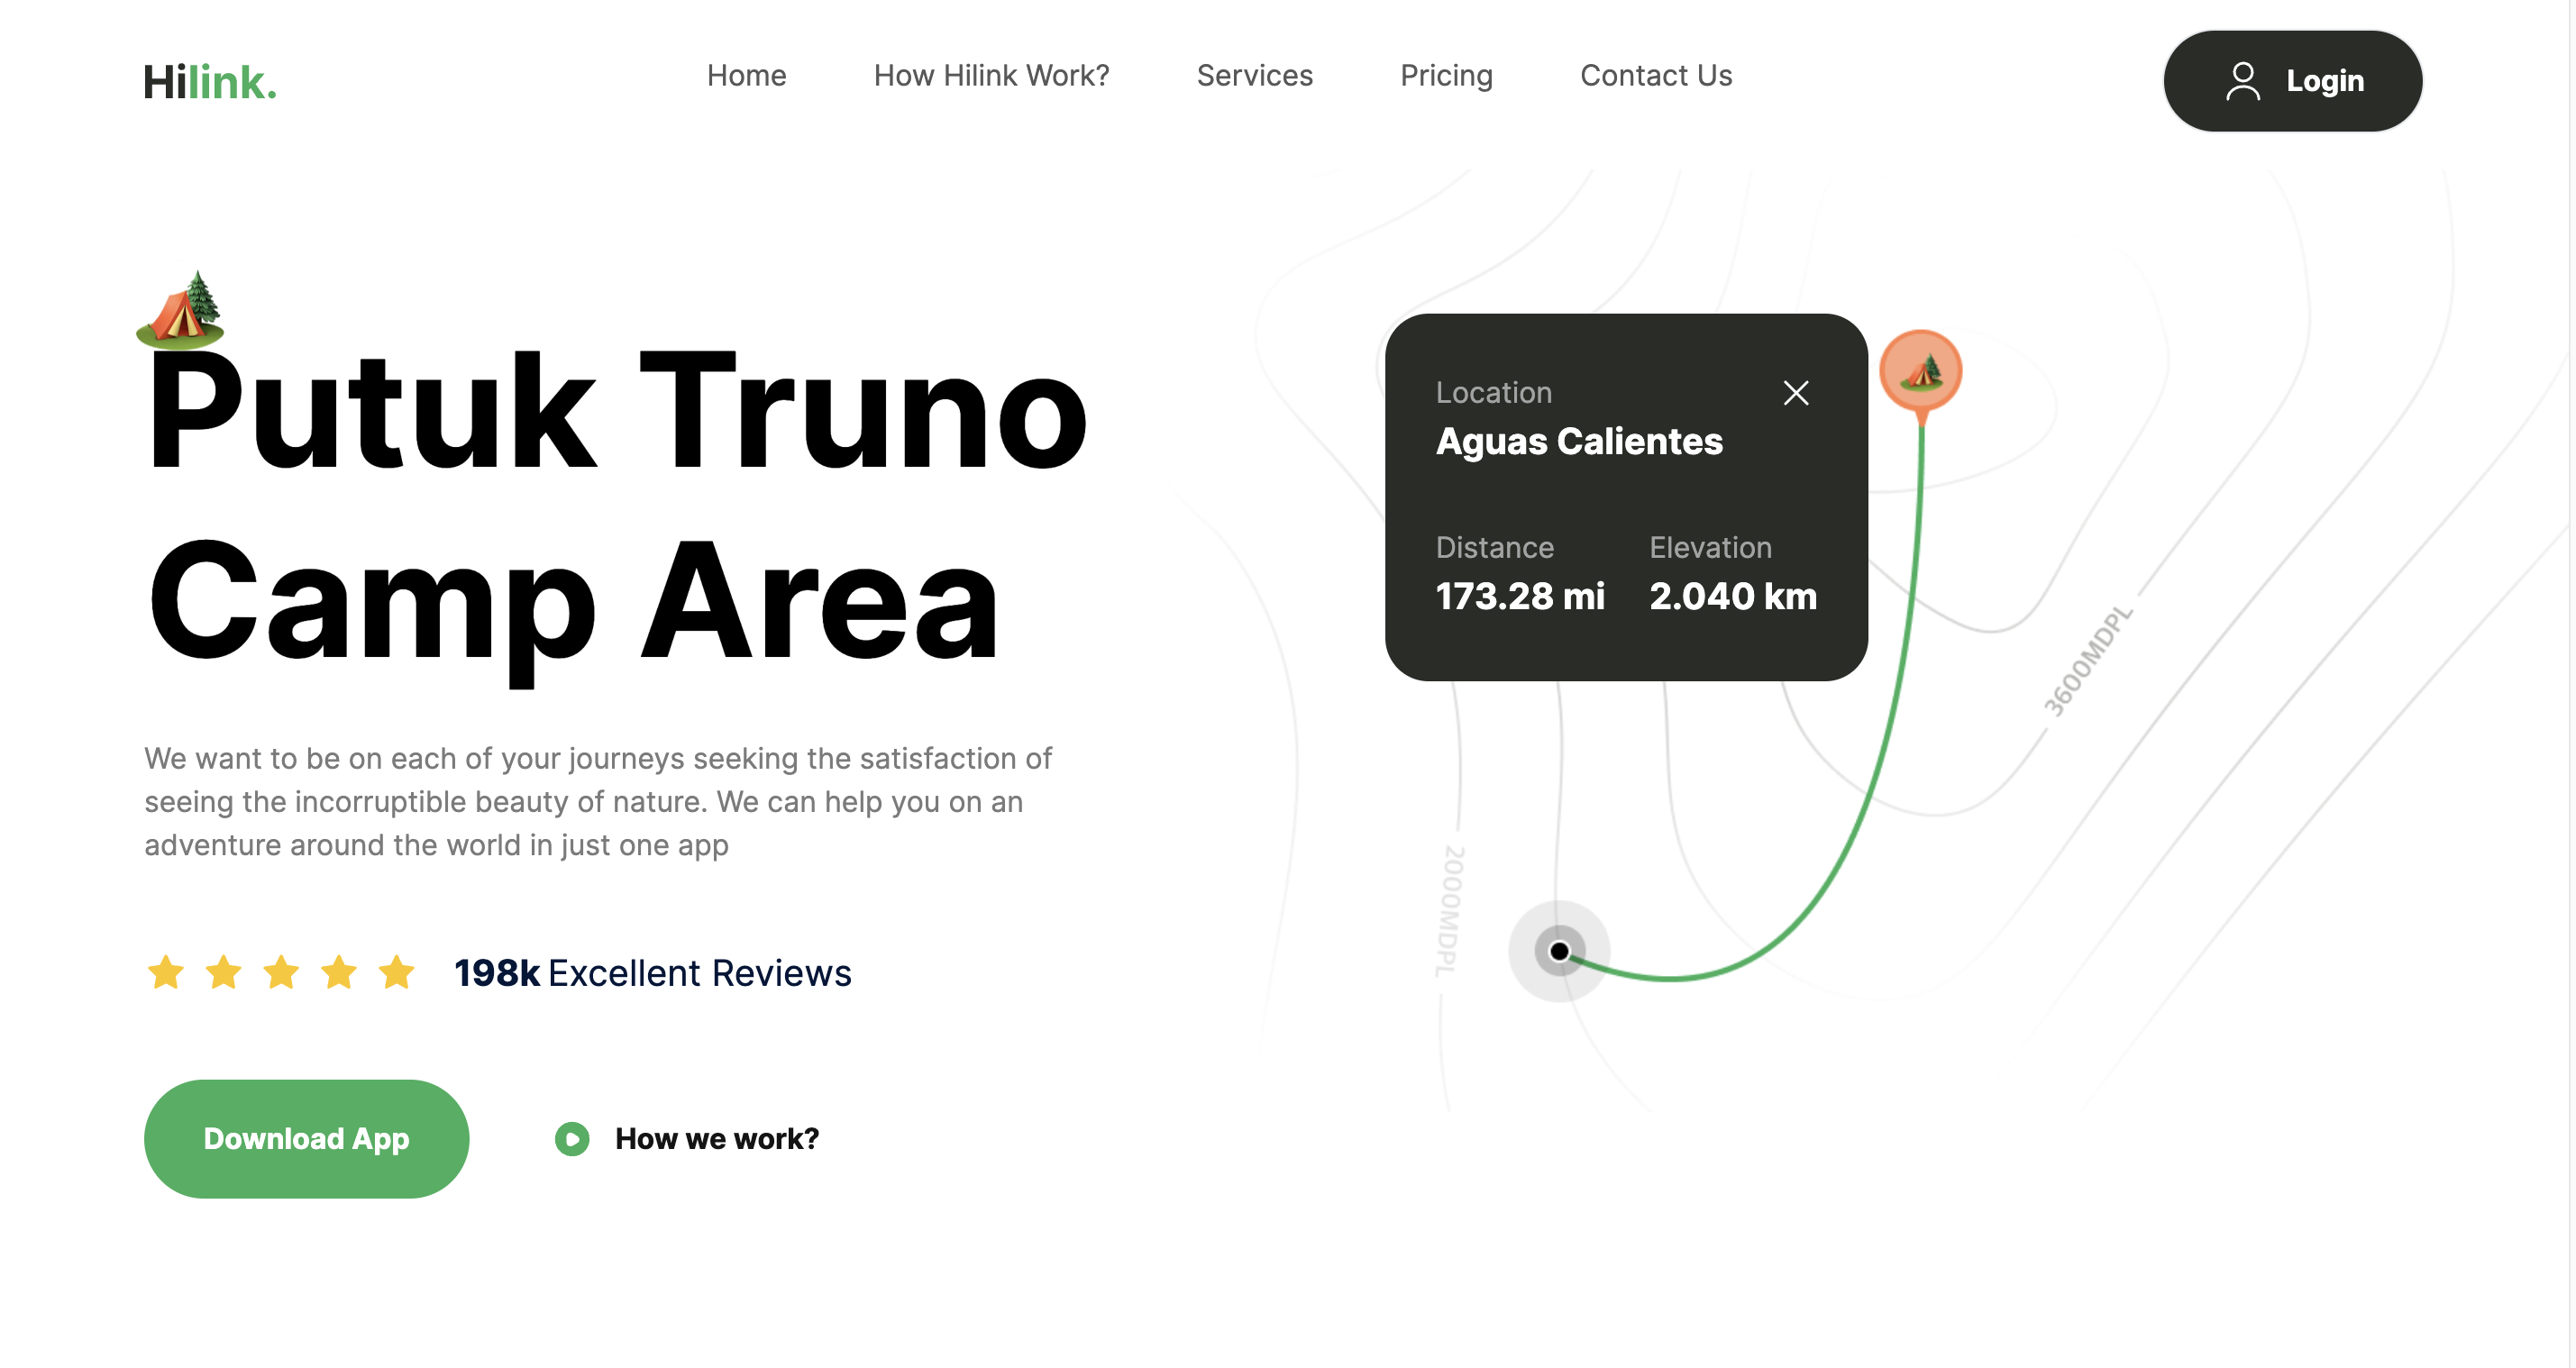 Hilink.
Home
How Hilink Work?
Services
Pricing
Contact Us
Login
Putuk Truno
Camp Area
We want to be on each of your journeys seeking the satisfaction of
seeing the incorruptible beauty of nature. We can help you on an
adventure around the world in just one app
198k Excellent Reviews
Download App
How we work?
Location
Aguas Calientes
Distance
173.28 mi
Elevation
2.040 km
3600MDPL
2000MDPL